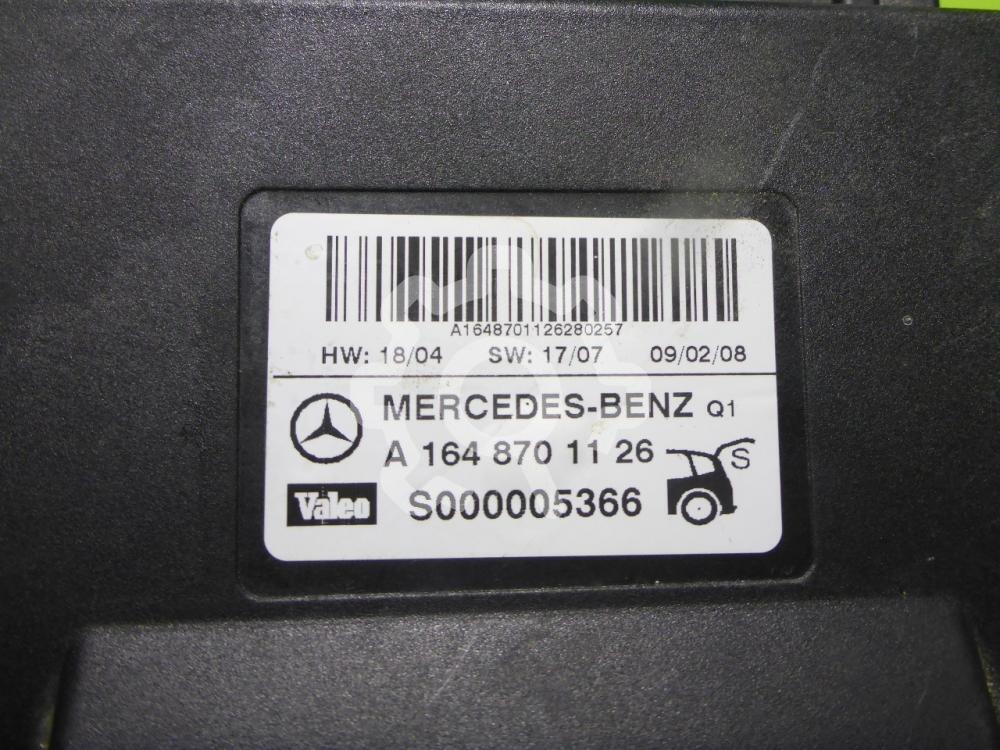 A1648701126280257
HW: 18/04 SW: 17/07 09/02/08
MERCEDES-BENZ Q1
A 164 870 11 26 S
Valeo S000005366